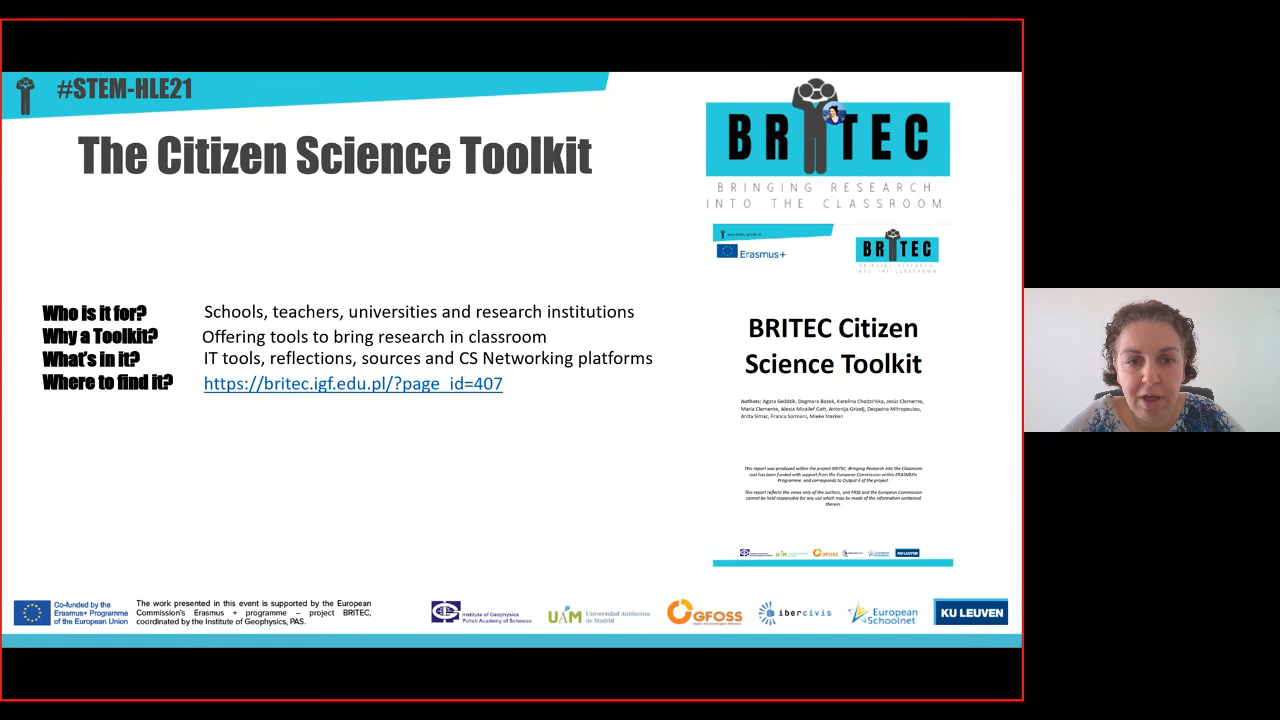 #STEM-HLE21
The Citizen Science Toolkit
BRITEC
BRINGING RESEARCH
INTO THE CLASSROOM
Erasmus+
BRITEC
BRINGING RESEARCH
INTO THE CLASSROOM
Who is it for? Schools, teachers, universities and research institutions
Why a Toolkit? Offering tools to bring research in classroom
What's in it? IT tools, reflections, sources and CS Networking platforms
Where to find it? https://britec.igf.edu.pl/?page_id=407
BRITEC Citizen
Science Toolkit
Authors: Agata Goździk, Dagmara Bożek, Karolina Chodzińska, Jesús Clemente,
Maria Clemente, Alexia Micallef Gatt, Antonija Grizelj, Despoina Mitropoulou,
Anita Simac, Franca Sormani, Mieke Sterken
This report was produced within the project BRITEC: Bringing Research into the Classroom
and has been funded with support from the European Commission within ERASMUS+
Programme, and corresponds to Output 4 of the project.
This report reflects the views only of the authors, and FRSE and the European Commission
cannot be held responsible for any use which may be made of the information contained
therein.
Co-funded by the
Erasmus+ Programme
of the European Union
The work presented in this event is supported by the European
Commission's Erasmus + programme – project BRITEC,
coordinated by the Institute of Geophysics, PAS.
Institute of Geophysics
Polish Academy of Sciences
UAM Universidad Autónoma
de Madrid
GFOSS
ibercivis
European
Schoolnet
KU LEUVEN